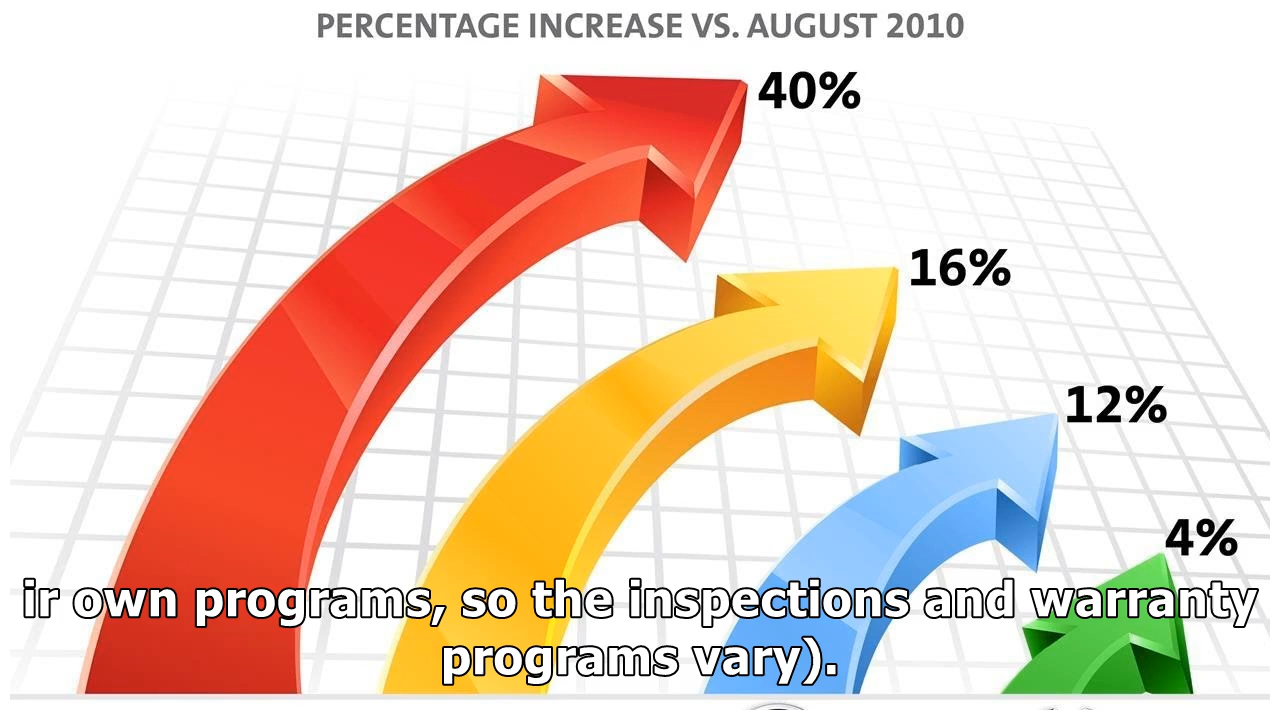 PERCENTAGE INCREASE VS. AUGUST 2010
40%
16%
12%
4%
ir own programs, so the inspections and warranty
programs vary).